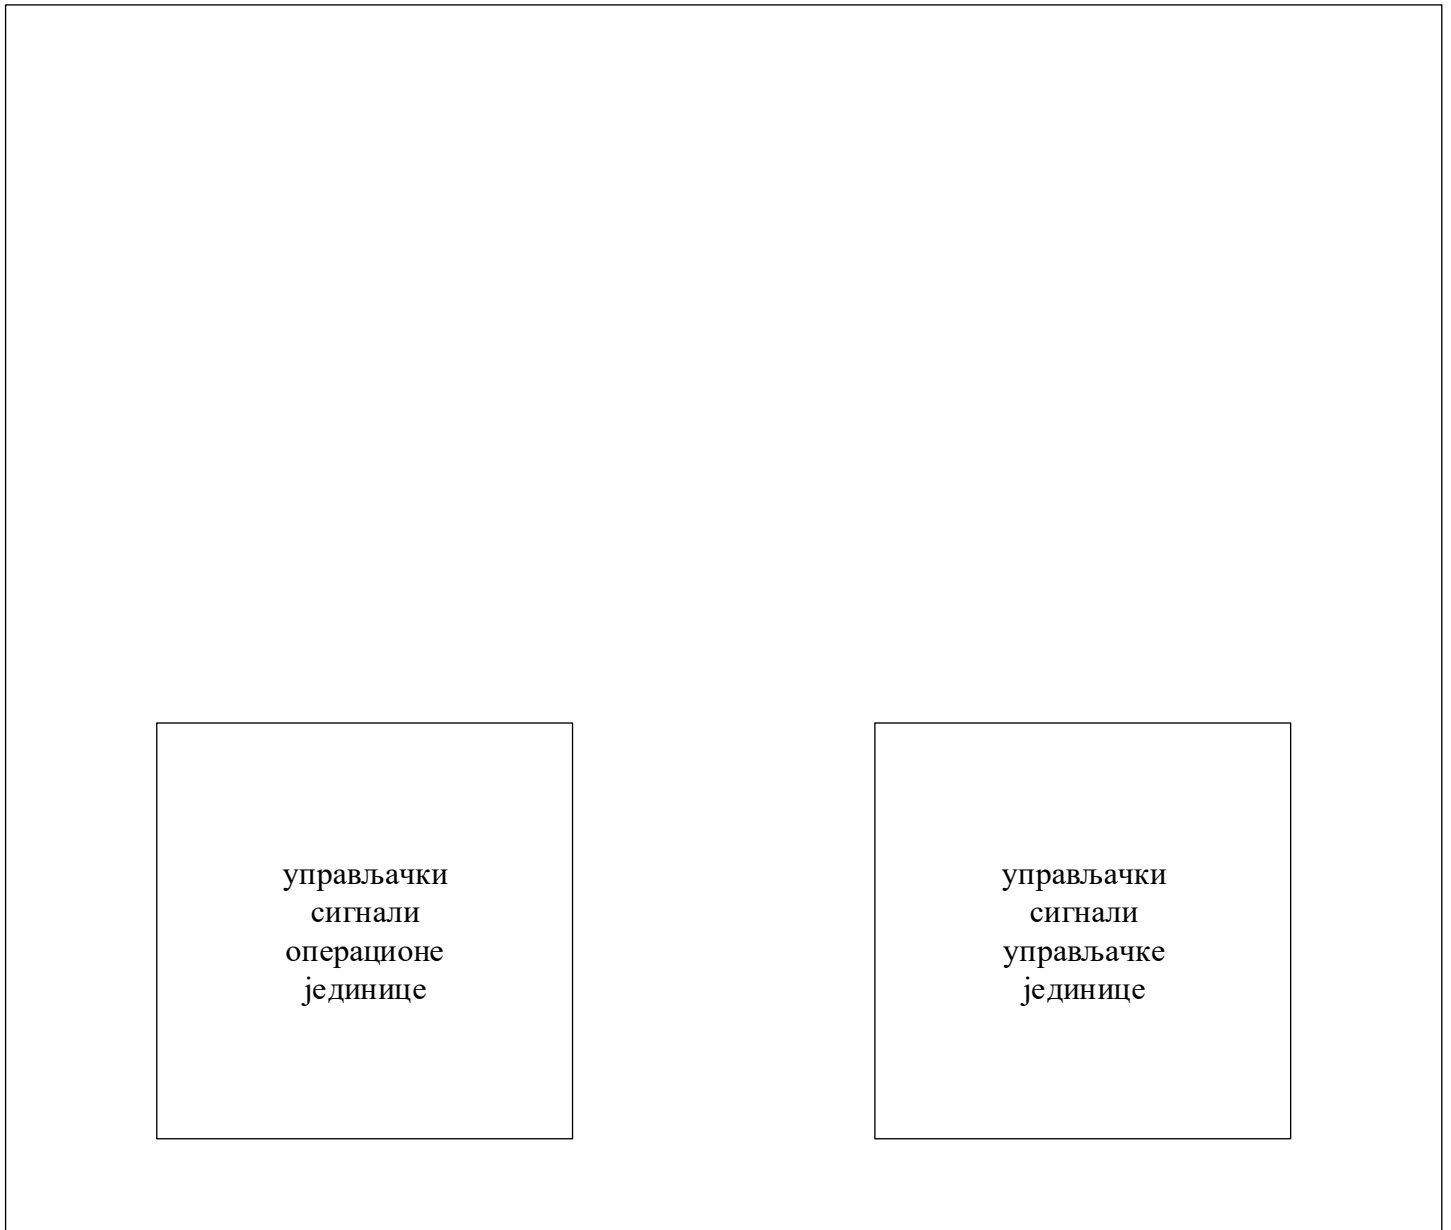 управљачки
сигнали
операционе
јединице
управљачки
сигнали
управљачке
јединице